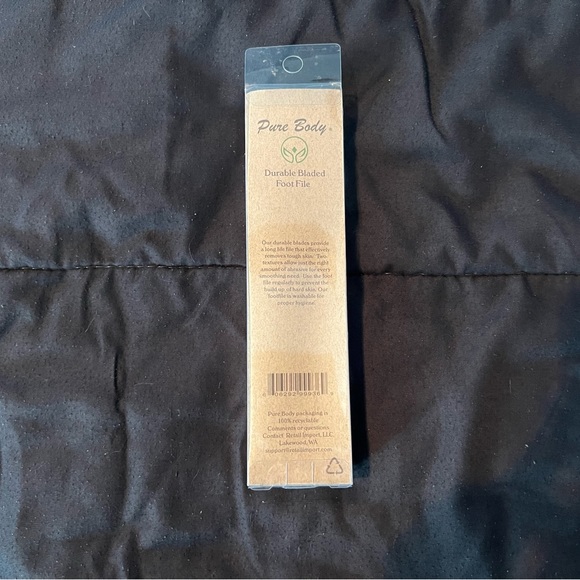 Pure Body
Durable Bladed
Foot File
Our durable blades provide
a long life file that effectively
removes tough skin. Two
textures allow just the right
amount of abrasion for every
smoothing need. Use the foot
file regularly to prevent the
build up of hard skin. Our
footfile is washable for
proper hygiene
Pure Body packaging is
100% recyclable
Comments or questions
Contact: Retail Import, LLC,
Lakewood, WA
support@retailimport.com